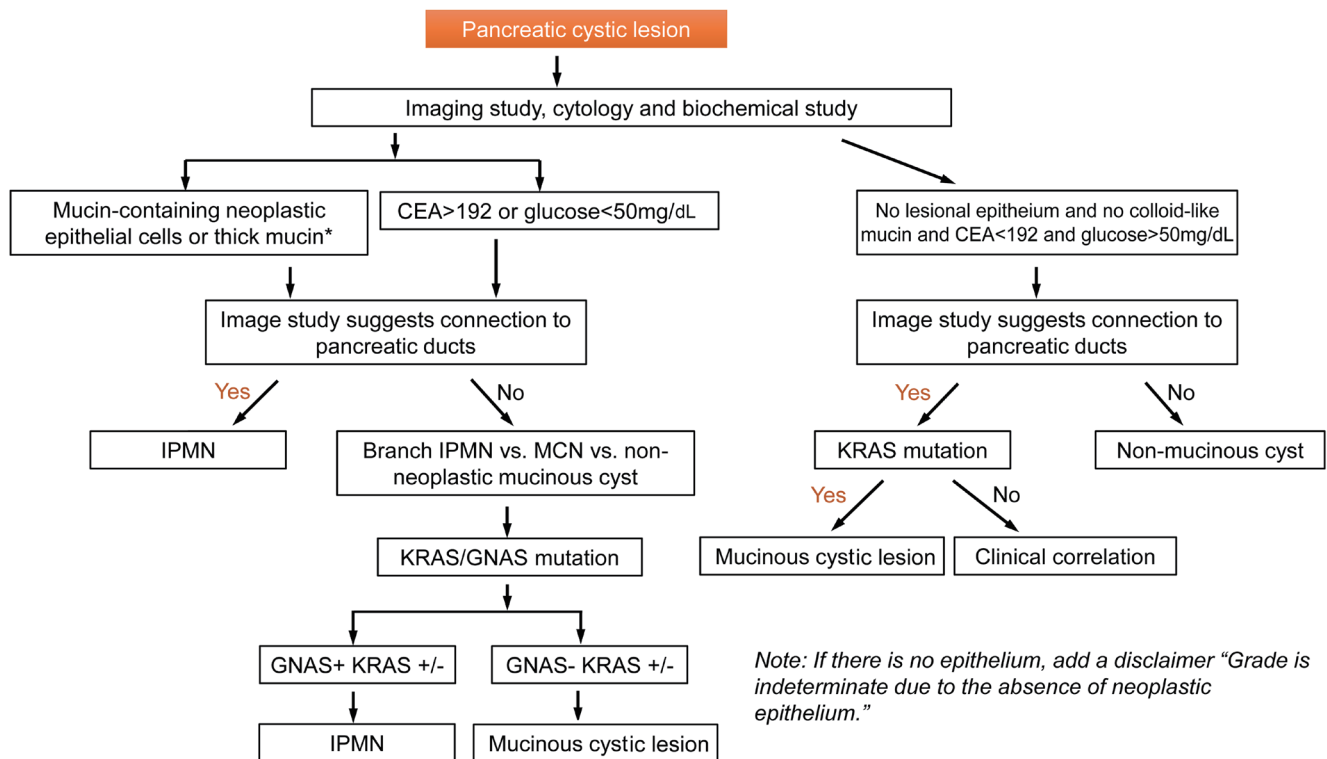 Pancreatic cystic lesion
Imaging study, cytology and biochemical study
Mucin-containing neoplastic
epithelial cells or thick mucin*
CEA>192 or glucose<50mg/dL
No lesional epitheium and no colloid-like
mucin and CEA<192 and glucose>50mg/dL
Image study suggests connection to
pancreatic ducts
Image study suggests connection to
pancreatic ducts
Yes
No
Yes
No
IPMN
Branch IPMN vs. MCN vs. non-
neoplastic mucinous cyst
KRAS mutation
Non-mucinous cyst
Yes
No
KRAS/GNAS mutation
Mucinous cystic lesion
Clinical correlation
GNAS+ KRAS +/-
GNAS- KRAS +/-
IPMN
Mucinous cystic lesion
Note: If there is no epithelium, add a disclaimer “Grade is
indeterminate due to the absence of neoplastic
epithelium.”